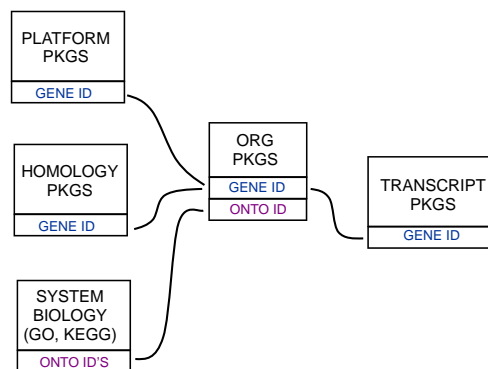 PLATFORM
PKGS
GENE ID
HOMOLOGY
PKGS
GENE ID
SYSTEM
BIOLOGY
(GO, KEGG)
ONTO ID'S
ORG
PKGS
GENE ID
ONTO ID
TRANSCRIPT
PKGS
GENE ID